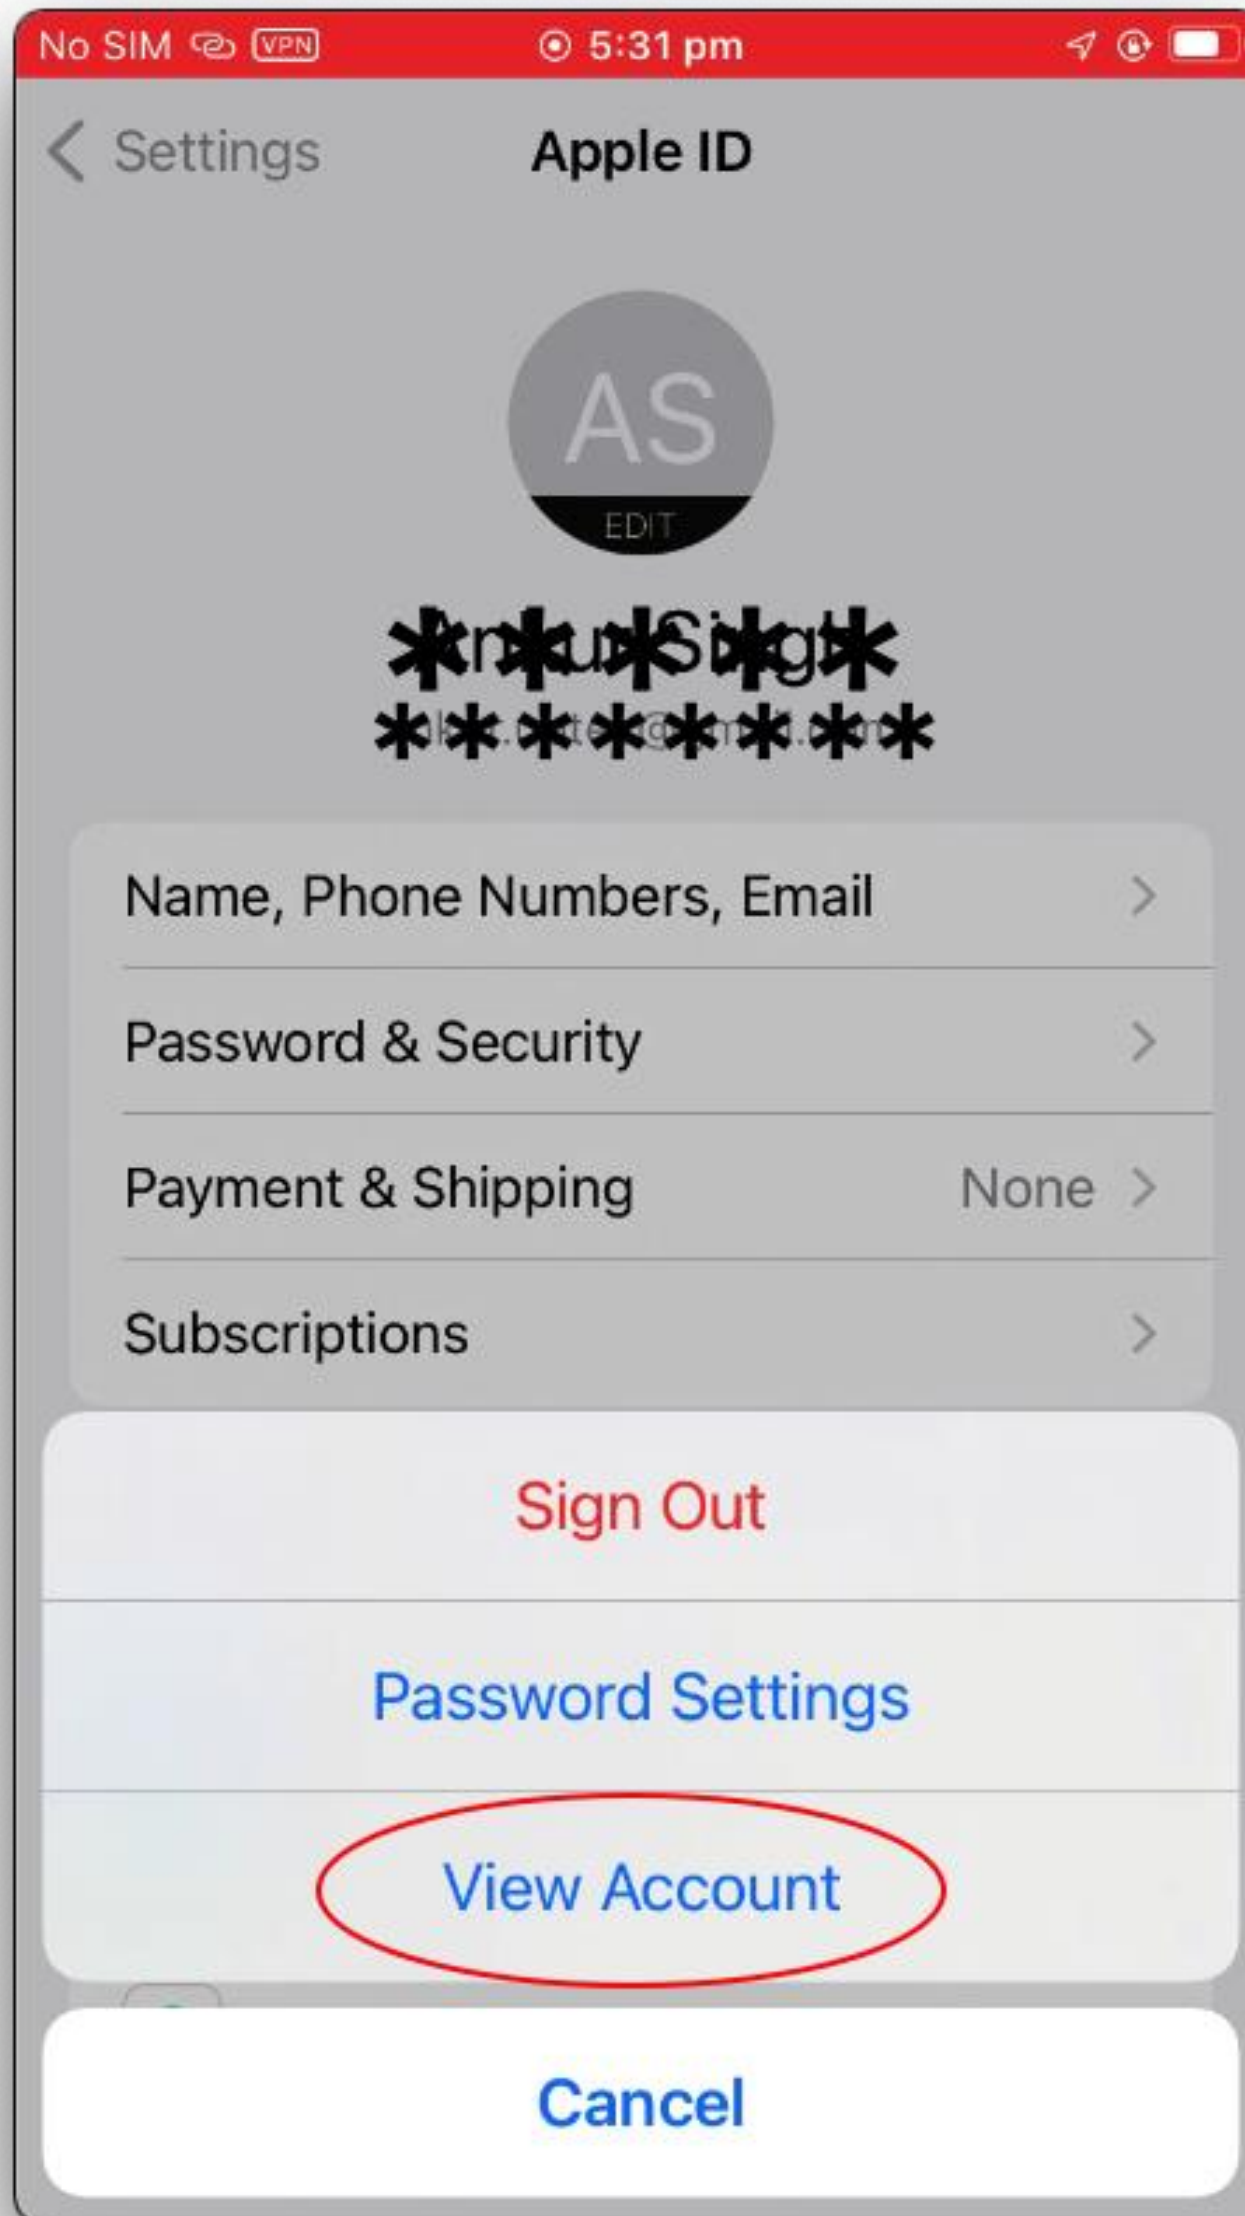 No SIM VPN 5:31 pm
Settings Apple ID
AS
EDIT
Name, Phone Numbers, Email
Password & Security
Payment & Shipping None
Subscriptions
Sign Out
Password Settings
View Account
Cancel